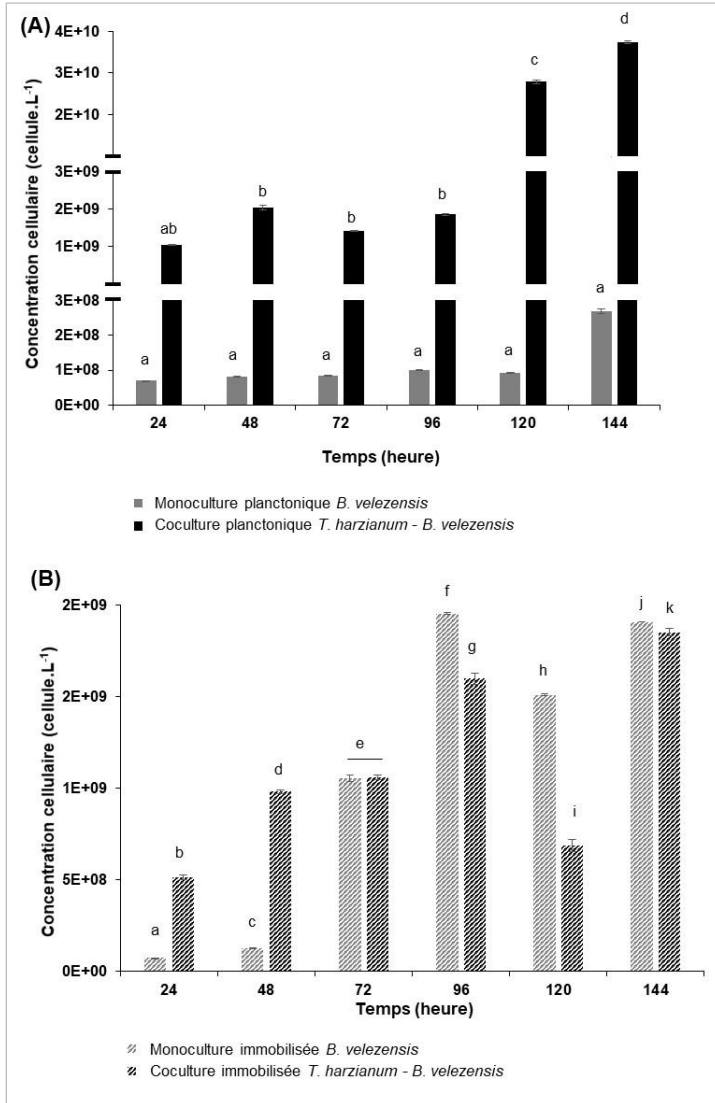 (A)
Concentration cellulaire (cellule.L-1)
4E+10
3E+10
2E+10
3E+09
2E+09
1E+09
3E+08
2E+08
1E+08
0E+00
a
ab
a
b
a
b
a
b
a
c
a
d
24 48 72 96 120 144
Temps (heure)
Monoculture planctonique B. velezensis
Coculture planctonique T. harzianum - B. velezensis
(B)
Concentration cellulaire (cellule.L-1)
2E+09
2E+09
1E+09
5E+08
0E+00
a
b
c
d
e
f
g
h
i
j
k
24 48 72 96 120 144
Temps (heure)
Monoculture immobilisée B. velezensis
Coculture immobilisée T. harzianum - B. velezensis